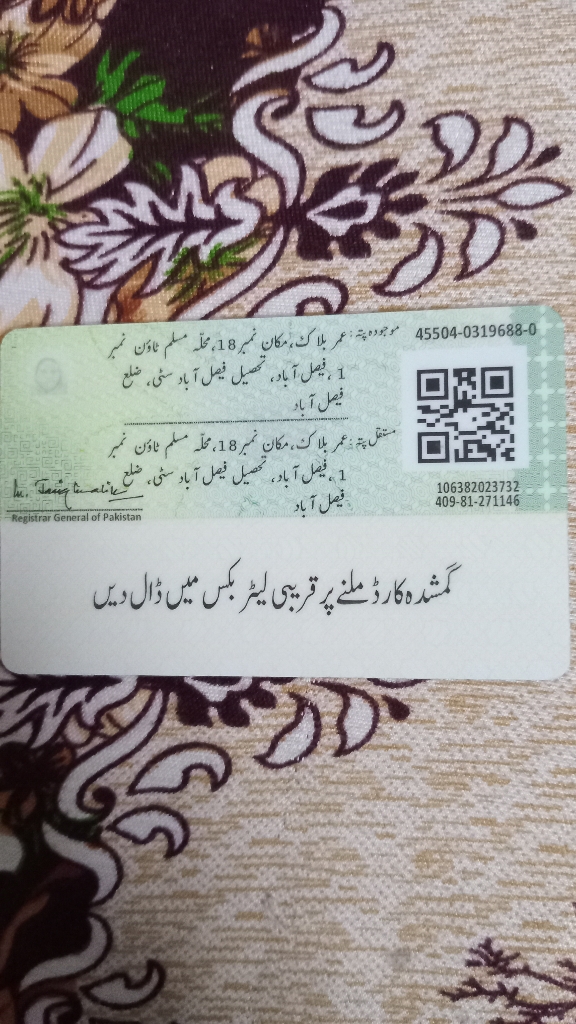 45504-0319688-0
موجودہ پتہ: عمر بلاک، مکان نمبر 18، محلّہ مسلم ٹاؤن نمبر
1 ، فیصل آباد، تحصیل فیصل آباد سٹی، ضلع
فیصل آباد
مستقل پتہ: عمر بلاک، مکان نمبر 18، محلّہ مسلم ٹاؤن نمبر
1 ، فیصل آباد، تحصیل فیصل آباد سٹی، ضلع
فیصل آباد
106382023732
409-81-271146
Registrar General of Pakistan
گمشدہ کارڈ ملنے پر قریبی لیٹر بکس میں ڈال دیں